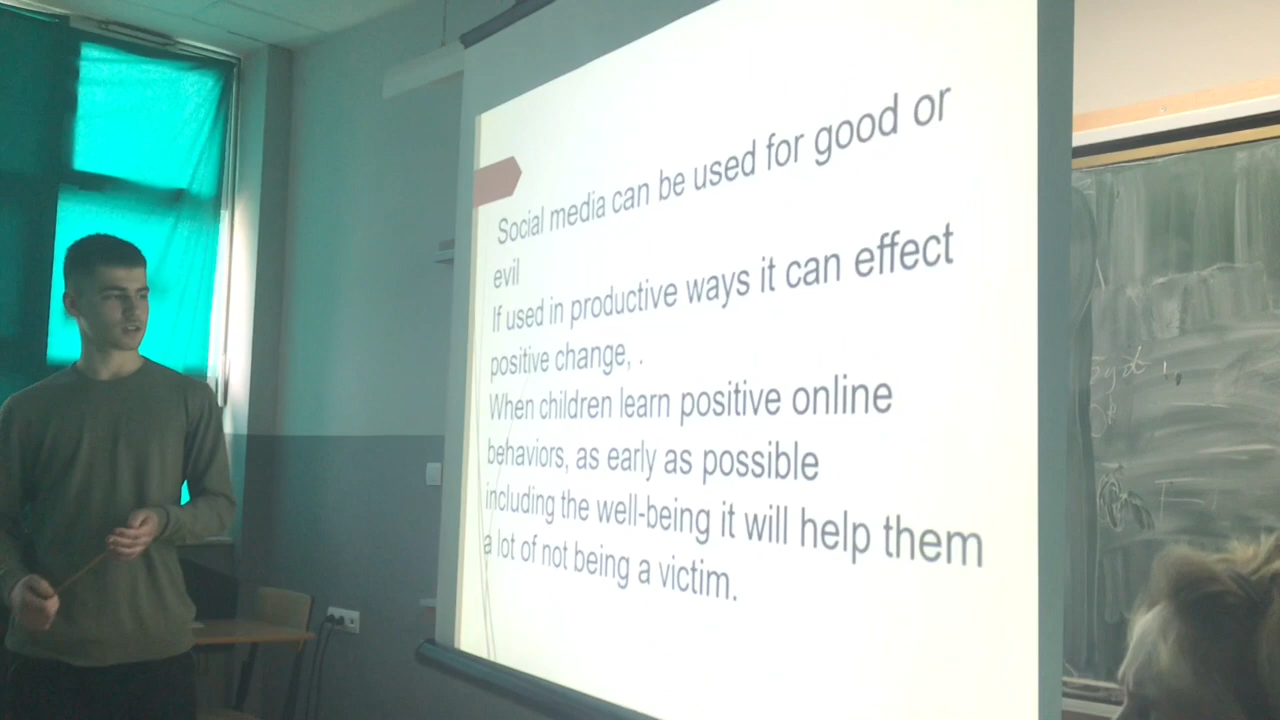 Social media can be used for good or
evil
If used in productive ways it can effect
positive change, .
When children learn positive online
behaviors, as early as possible
including the well-being it will help them
a lot of not being a victim.